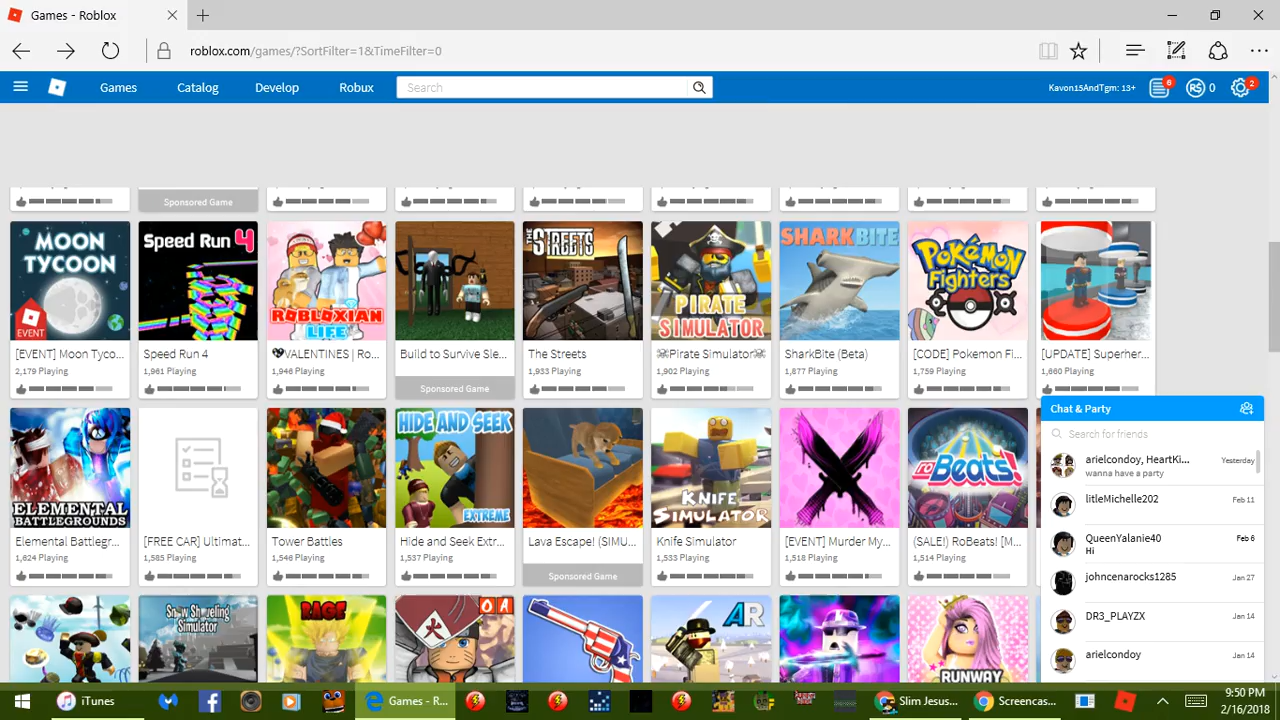 Games - Roblox
roblox.com/games/?SortFilter=1&TimeFilter=0
Games Catalog Develop Robux Search Kavon15AndTgm: 13+ 6 R$ 0 2
Sponsored Game
MOON TYCOON EVENT
Speed Run 4
ROBLOXIAN LIFE
THE STREETS
PIRATE SIMULATOR
SHARKBITE
POKéMON Fighters
[EVENT] Moon Tyco... Speed Run 4 🖤VALENTINES | Ro... Build to Survive Sle... The Streets ☠Pirate Simulator☠ SharkBite (Beta) [CODE] Pokemon Fi... [UPDATE] Superher...
2,179 Playing 1,961 Playing 1,946 Playing 1,933 Playing 1,902 Playing 1,877 Playing 1,759 Playing 1,660 Playing
Sponsored Game
ELEMENTAL BATTLEGROUNDS
HIDE AND SEEK EXTREME
KNIFE SIMULATOR
roBeats!
Elemental Battlegr... [FREE CAR] Ultimat... Tower Battles Hide and Seek Extr... Lava Escape! (SIMU... Knife Simulator [EVENT] Murder My... (SALE!) RoBeats! [M...
1,624 Playing 1,585 Playing 1,546 Playing 1,537 Playing 1,533 Playing 1,518 Playing 1,514 Playing
Sponsored Game
Snow Shoveling Simulator
RAGE
OA
AR
RUNWAY
Chat & Party
Search for friends
arielcondoy, HeartKi... Yesterday
wanna have a party
litleMichelle202 Feb 11
QueenYalanie40 Feb 6
Hi
johncenarocks1285 Jan 27
DR3_PLAYZX Jan 14
arielcondoy Jan 14
iTunes Games - R... Slim Jesus... Screencas... 9:50 PM
2/16/2018